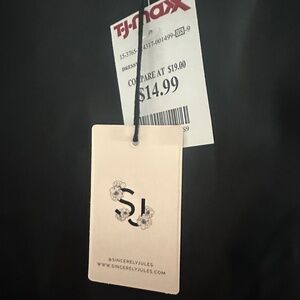 T·J·maxx
COMPARE AT $19.00
$14.99
SJ
@SINCERELYJULES
WWW.SINCERELYJULES.COM